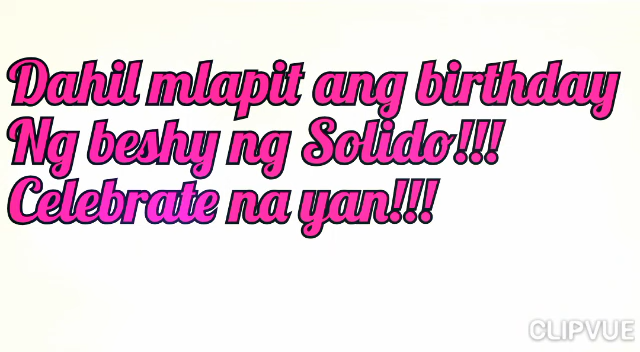 Dahil mlapit ang birthday
Ng beshy ng Solido!!!
Celebrate na yan!!!
CLIPVUE